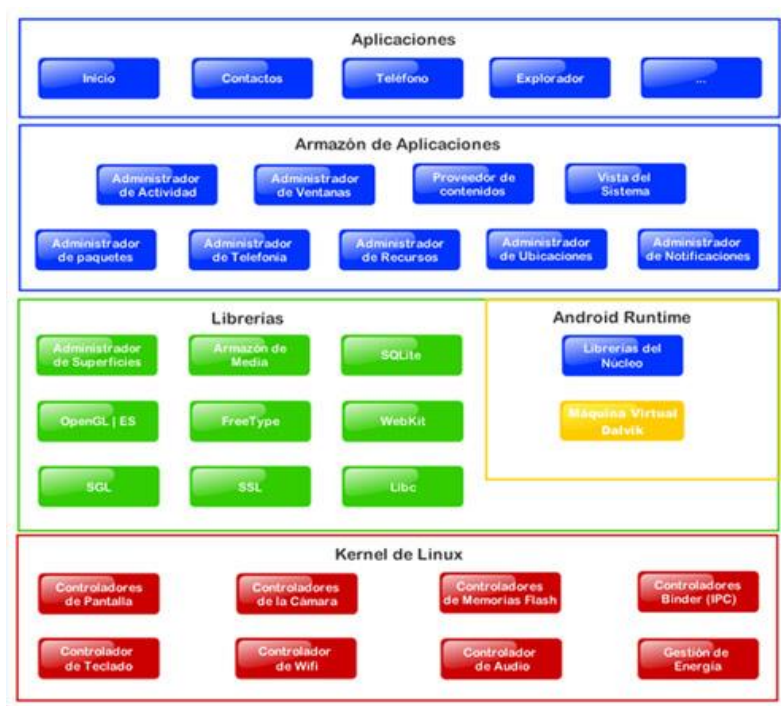 Aplicaciones
Inicio
Contactos
Teléfono
Explorador
...
Armazón de Aplicaciones
Administrador
de Actividad
Administrador
de Ventanas
Proveedor de
contenidos
Vista del
Sistema
Administrador
de paquetes
Administrador
de Telefonía
Administrador
de Recursos
Administrador
de Ubicaciones
Administrador
de Notificaciones
Librerias
Administrador
de Superficies
Armazón de
Media
SQLite
OpenGL | ES
FreeType
WebKit
SGL
SSL
Libc
Android Runtime
Librerías del
Núcleo
Máquina Virtual
Dalvik
Kernel de Linux
Controladores
de Pantalla
Controladores
de la Cámara
Controladores
de Memorias Flash
Controladores
Binder (IPC)
Controlador
de Teclado
Controlador
de Wifi
Controlador
de Audio
Gestión de
Energía